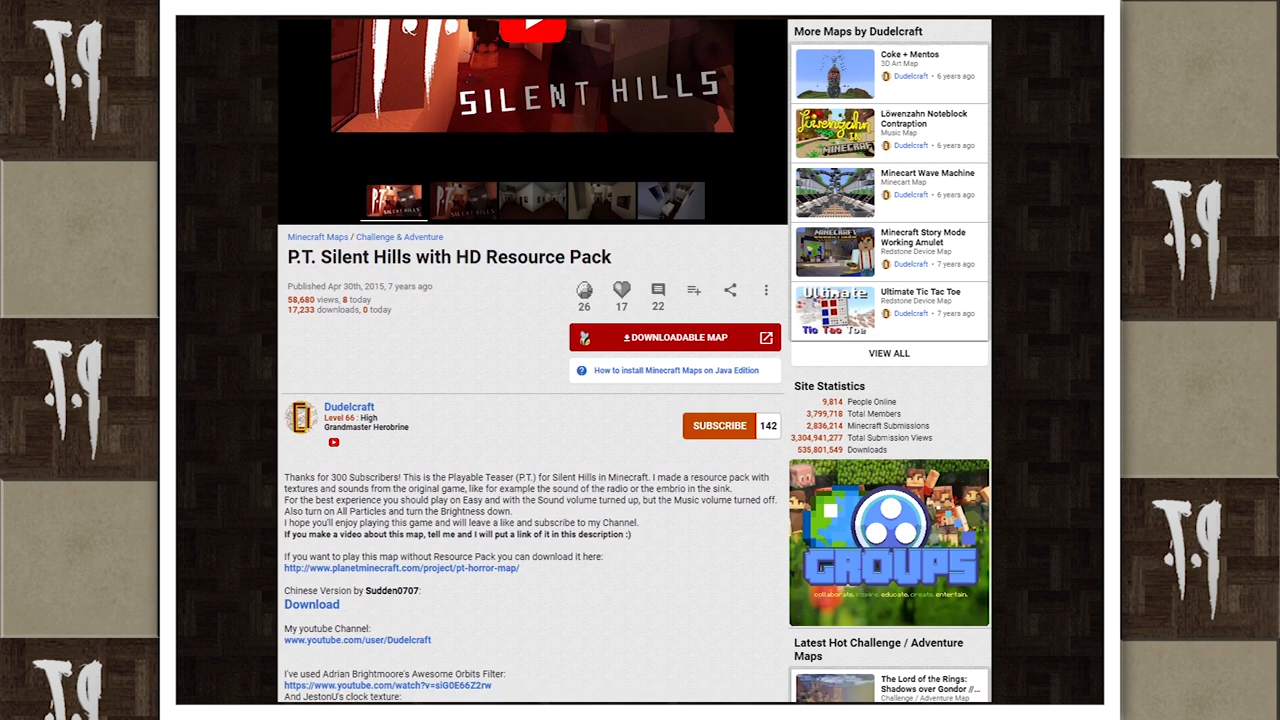 P.T.
SILENT HILLS
Minecraft Maps / Challenge & Adventure
P.T. Silent Hills with HD Resource Pack
Published Apr 30th, 2015, 7 years ago
58,680 views, 8 today
17,233 downloads, 0 today
26
17
22
DOWNLOADABLE MAP
How to install Minecraft Maps on Java Edition
Dudelcraft
Level 66 : High
Grandmaster Herobrine
SUBSCRIBE 142
Thanks for 300 Subscribers! This is the Playable Teaser (P.T.) for Silent Hills in Minecraft. I made a resource pack with
textures and sounds from the original game, like for example the sound of the radio or the embrio in the sink.
For the best experience you should play on Easy and with the Sound volume turned up, but the Music volume turned off.
Also turn on All Particles and turn the Brightness down.
I hope you'll enjoy playing this game and will leave a like and subscribe to my Channel.
If you make a video about this map, tell me and I will put a link of it in this description :)
If you want to play this map without Resource Pack you can download it here:
http://www.planetminecraft.com/project/pt-horror-map/
Chinese Version by Sudden0707:
Download
My youtube Channel:
www.youtube.com/user/Dudelcraft
I've used Adrian Brightmoore's Awesome Orbits Filter:
https://www.youtube.com/watch?v=siG0E66Z2rw
And JestonU's clock texture:
More Maps by Dudelcraft
Coke + Mentos
3D Art Map
Dudelcraft • 6 years ago
Löwenzahn
IN
MINECRAFT
Löwenzahn Noteblock
Contraption
Music Map
Dudelcraft • 6 years ago
Minecart Wave Machine
Minecart Map
Dudelcraft • 6 years ago
MINECRAFT
Minecraft Story Mode
Working Amulet
Redstone Device Map
Dudelcraft • 7 years ago
Ultimate
Tic Tac Toe
Ultimate Tic Tac Toe
Redstone Device Map
Dudelcraft • 7 years ago
VIEW ALL
Site Statistics
9,814 People Online
3,799,718 Total Members
2,836,214 Minecraft Submissions
3,304,941,277 Total Submission Views
535,801,549 Downloads
GROUPS
collaborate. inspire. educate. create. entertain.
Latest Hot Challenge / Adventure
Maps
The Lord of the Rings:
Shadows over Gondor //...
Challenge / Adventure Map
P.T.
P.T.
P.T.
P.T.
P.T.